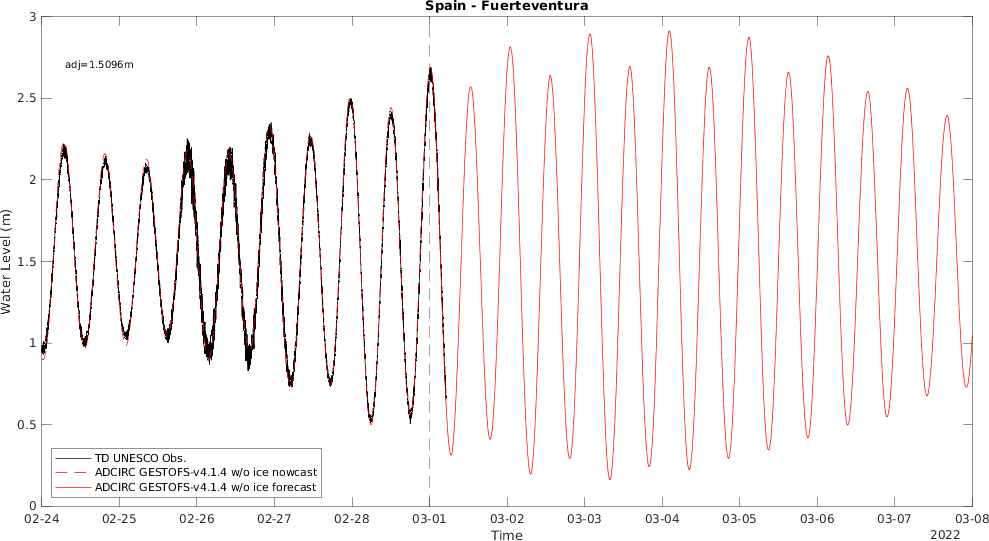 Spain - Fuerteventura
adj=1.5096m
3
2.5
2
1.5
1
0.5
0
Water Level (m)
TD UNESCO Obs.
ADCIRC GESTOFS-v4.1.4 w/o ice nowcast
ADCIRC GESTOFS-v4.1.4 w/o ice forecast
02-24 02-25 02-26 02-27 02-28 03-01 03-02 03-03 03-04 03-05 03-06 03-07 03-08
Time
2022